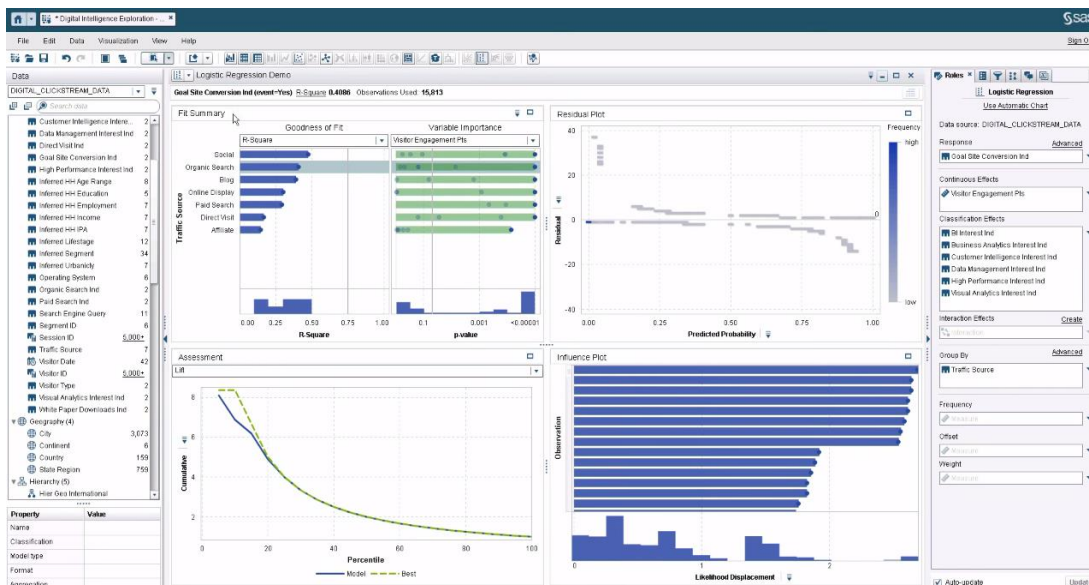 * Digital Intelligence Exploration - ...
sas
File Edit Data Visualization View Help
Sign O
Data
DIGITAL_CLICKSTREAM_DATA
Search data
Customer Intelligence Intere... 2
Data Management Interest Ind 2
Direct Visit Ind 2
Goal Site Conversion Ind 2
High Performance Interest Ind 2
Inferred HH Age Range 8
Inferred HH Education 5
Inferred HH Employment 7
Inferred HH Income 7
Inferred HH IPA 7
Inferred Lifestage 12
Inferred Segment 34
Inferred Urbanicity 7
Operating System 6
Organic Search Ind 2
Paid Search Ind 2
Search Engine Query 11
Segment ID 6
Session ID 5,000+
Traffic Source 7
Visitor Date 42
Visitor ID 5,000+
Visitor Type 2
Visual Analytics Interest Ind 2
White Paper Downloads Ind 2
Geography (4)
City 3,073
Continent 6
Country 159
State Region 759
Hierarchy (5)
Hier Geo International
Property Value
Name
Classification
Model type
Format
Aggregation
Logistic Regression Demo
Goal Site Conversion Ind (event=Yes) R-Square 0.4086 Observations Used 15,813
Fit Summary
Goodness of Fit Variable Importance
R-Square Visitor Engagement Pts
Traffic Source
Social
Organic Search
Blog
Online Display
Paid Search
Direct Visit
Affiliate
0.00 0.25 0.50 0.75 1.00 0.1 0.001 <0.00001
R-Square p-value
Residual Plot
Frequency
high
low
Residual
40
20
0
-20
-40
0
0.00 0.25 0.50 0.75 1.00
Predicted Probability
Assessment
Lift
Cumulative
8
6
4
2
0 20 40 60 80 100
Percentile
Model Best
Influence Plot
Observation
0 1 2
Likelihood Displacement
Roles
Logistic Regression
Use Automatic Chart
Data source: DIGITAL_CLICKSTREAM_DATA
Response Advanced
Goal Site Conversion Ind
Continuous Effects
Visitor Engagement Pts
Classification Effects
BI Interest Ind
Business Analytics Interest Ind
Customer Intelligence Interest Ind
Data Management Interest Ind
High Performance Interest Ind
Visual Analytics Interest Ind
Interaction Effects Create
Interaction
Group By Advanced
Traffic Source
Frequency
Measure
Offset
Measure
Weight
Measure
Auto-update Update